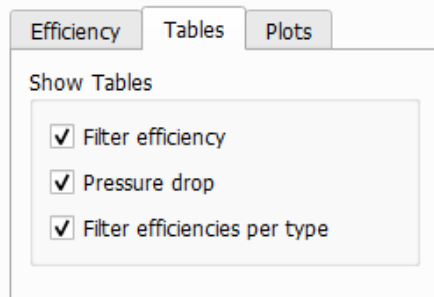 Efficiency Tables Plots
Show Tables
Filter efficiency
Pressure drop
Filter efficiencies per type